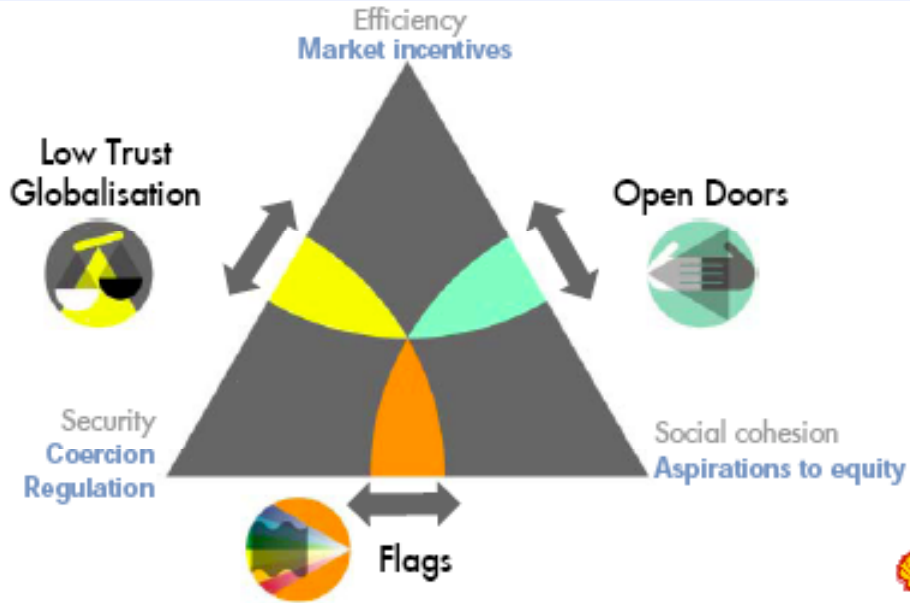 Efficiency
Market incentives
Low Trust
Globalisation
Open Doors
Security
Coercion
Regulation
Social cohesion
Aspirations to equity
Flags